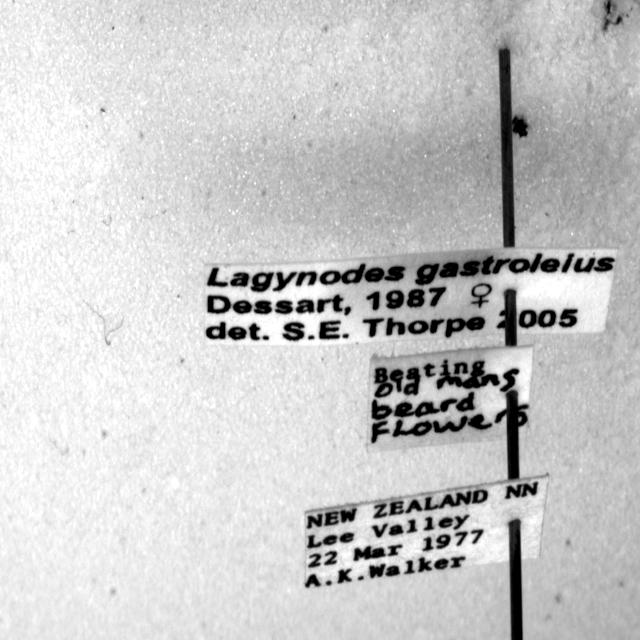 Lagynodes gastroleius
Dessart, 1987 ♀
det. S.E. Thorpe 2005
Beating
Old mans
beard
Flowers
NEW ZEALAND NN
Lee Valley
22 Mar 1977
A.K.Walker